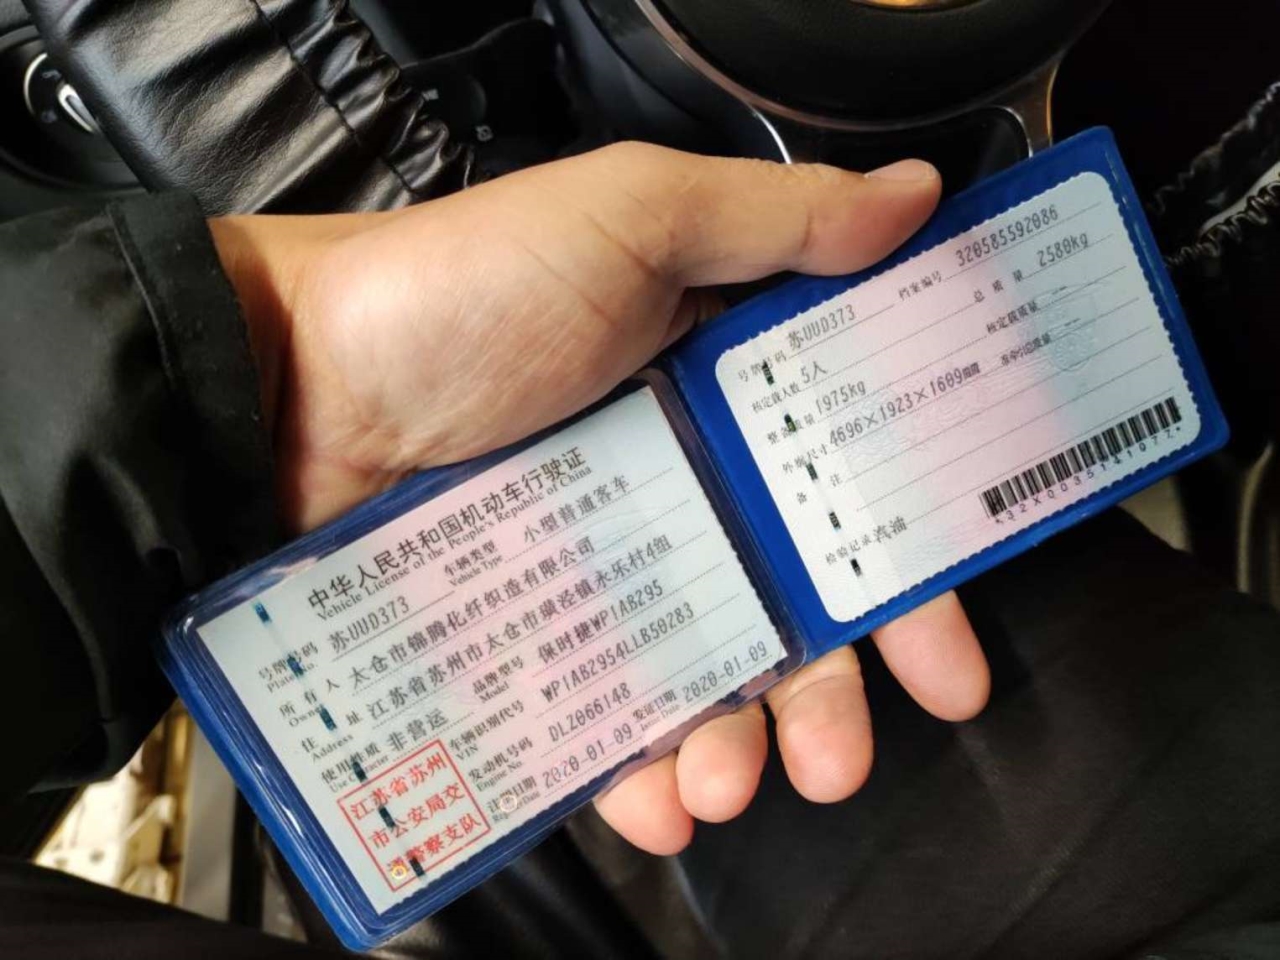 中华人民共和国机动车行驶证
Vehicle License of the People's Republic of China
号牌号码 苏UUD373 车辆类型 小型普通客车
Plate No. Vehicle Type
所有人 太仓市锦腾化纤织造有限公司
Owner
住址 江苏省苏州市太仓市璜泾镇永乐村4组
Address
使用性质 非营运 品牌型号 保时捷WP1AB295
Use Character Model
车辆识别代号 WP1AB2954LLB50283
VIN
发动机号码 DLZ066148
Engine No.
注册日期 2020-01-09 发证日期 2020-01-09
Register Date Issue Date
江苏省苏州
市公安局交
通警察支队
号牌号码 苏UUD373 档案编号 320585592086
核定载人数 5人 总质量 2580kg
整备质量 1975kg 核定载质量
外廓尺寸 4696×1923×1609mm 准牵引总质量
备注
检验记录 汽油
*32X0035141977*